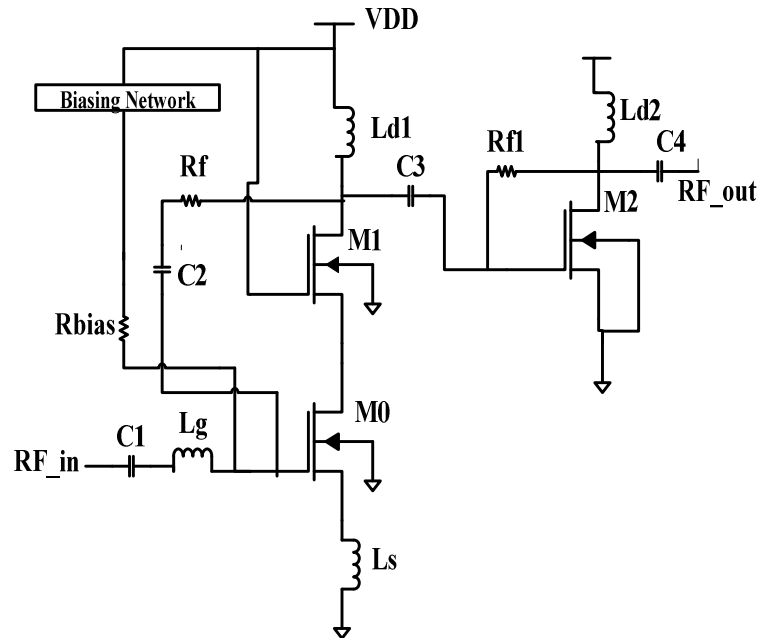 VDD
Biasing Network
Ld1
Ld2
Rf1
C4
Rf
C3
RF_out
M2
M1
C2
Rbias
M0
Lg
C1
RF_in
Ls